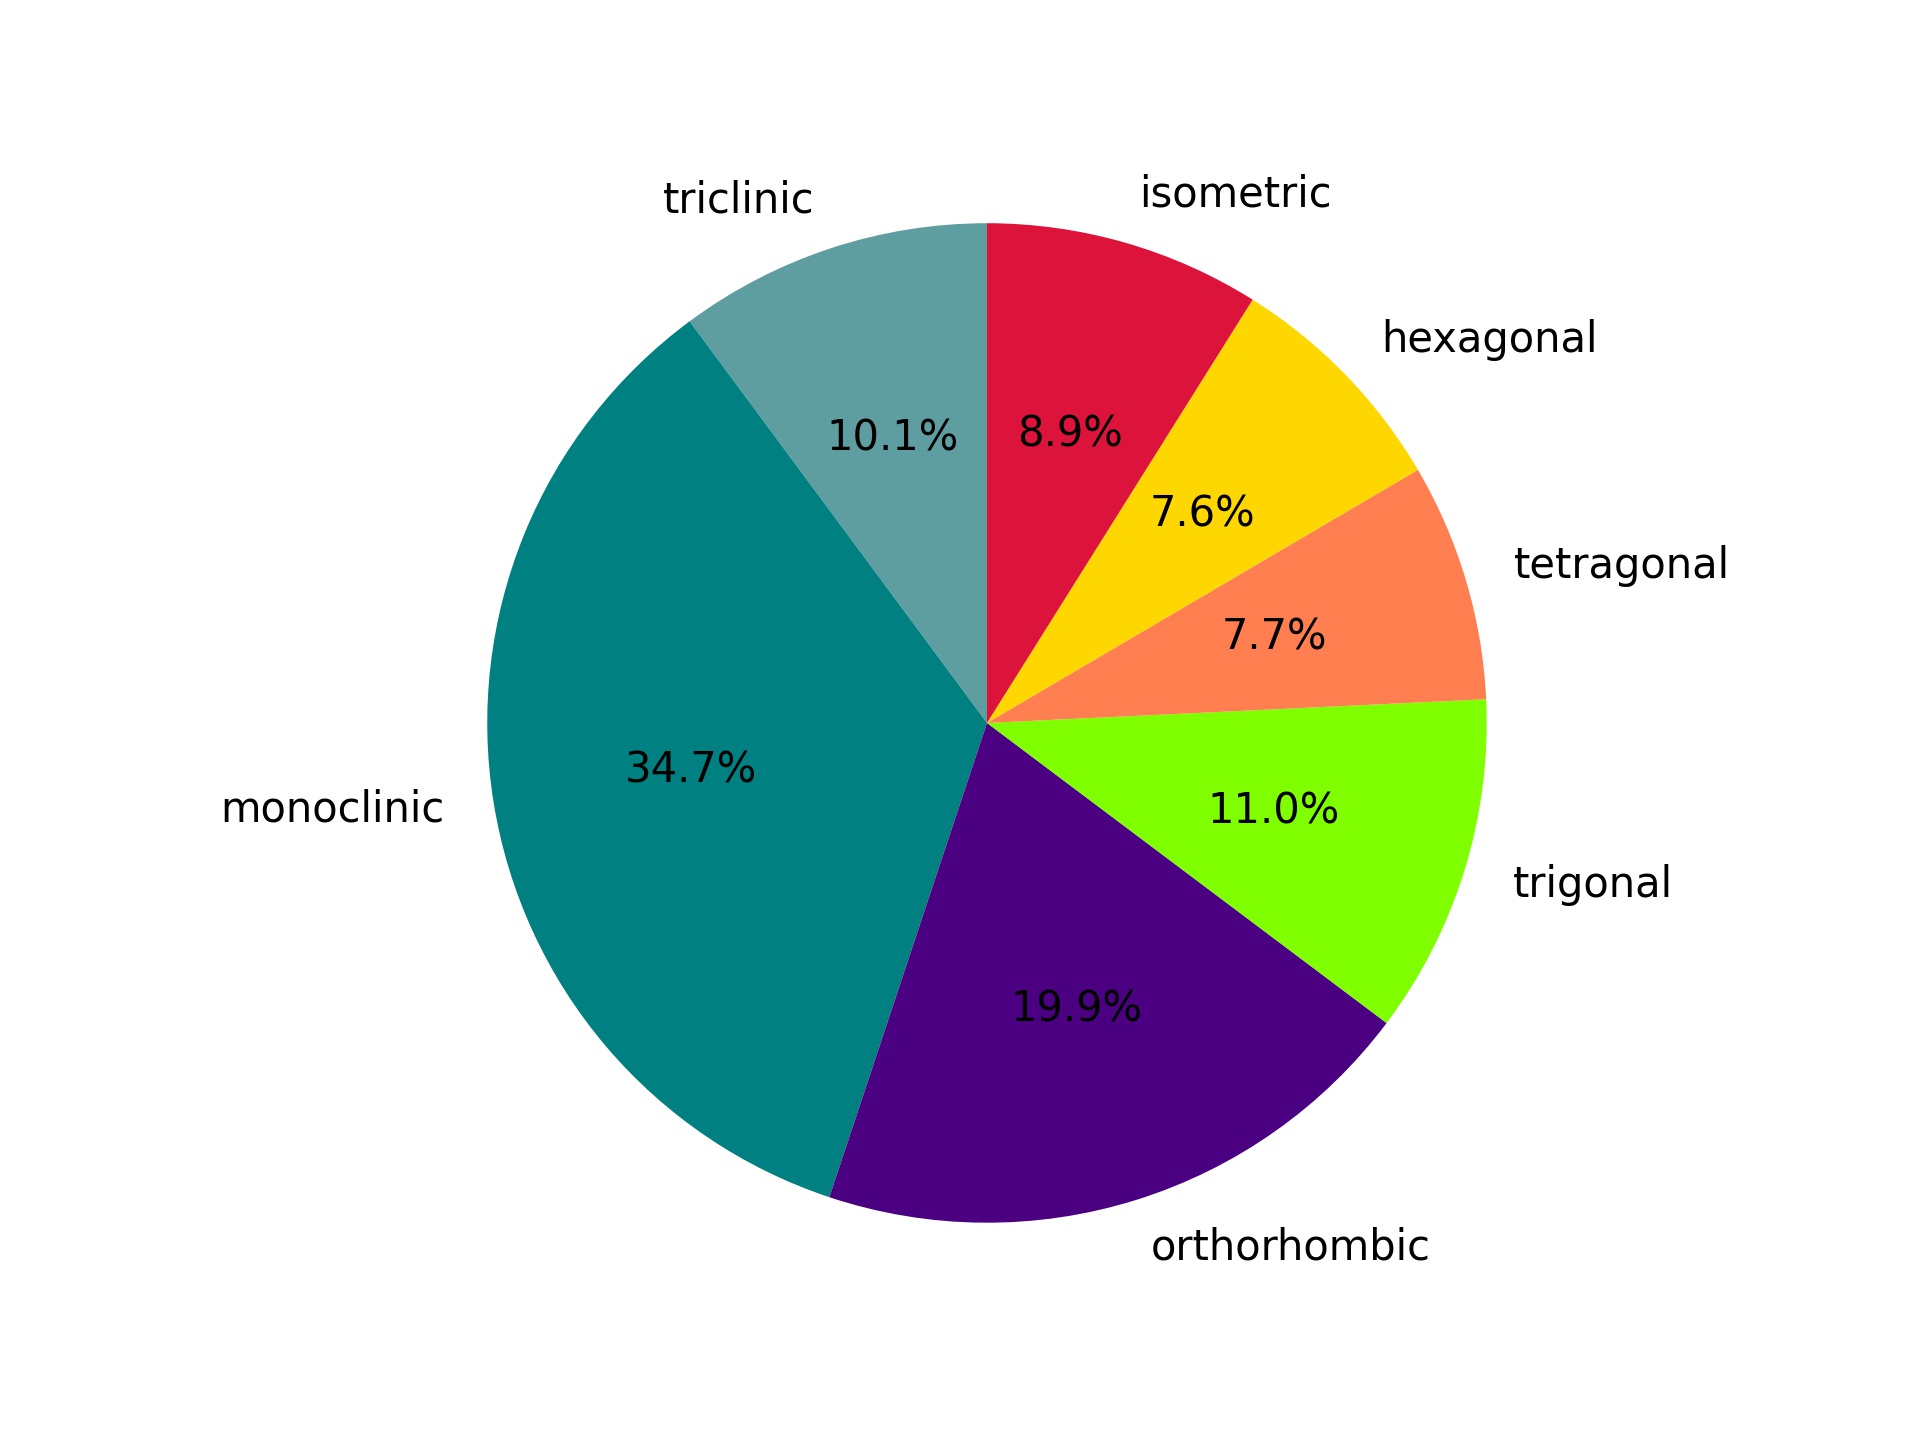 triclinic
isometric
hexagonal
10.1%
8.9%
7.6%
tetragonal
7.7%
34.7%
monoclinic
11.0%
trigonal
19.9%
orthorhombic